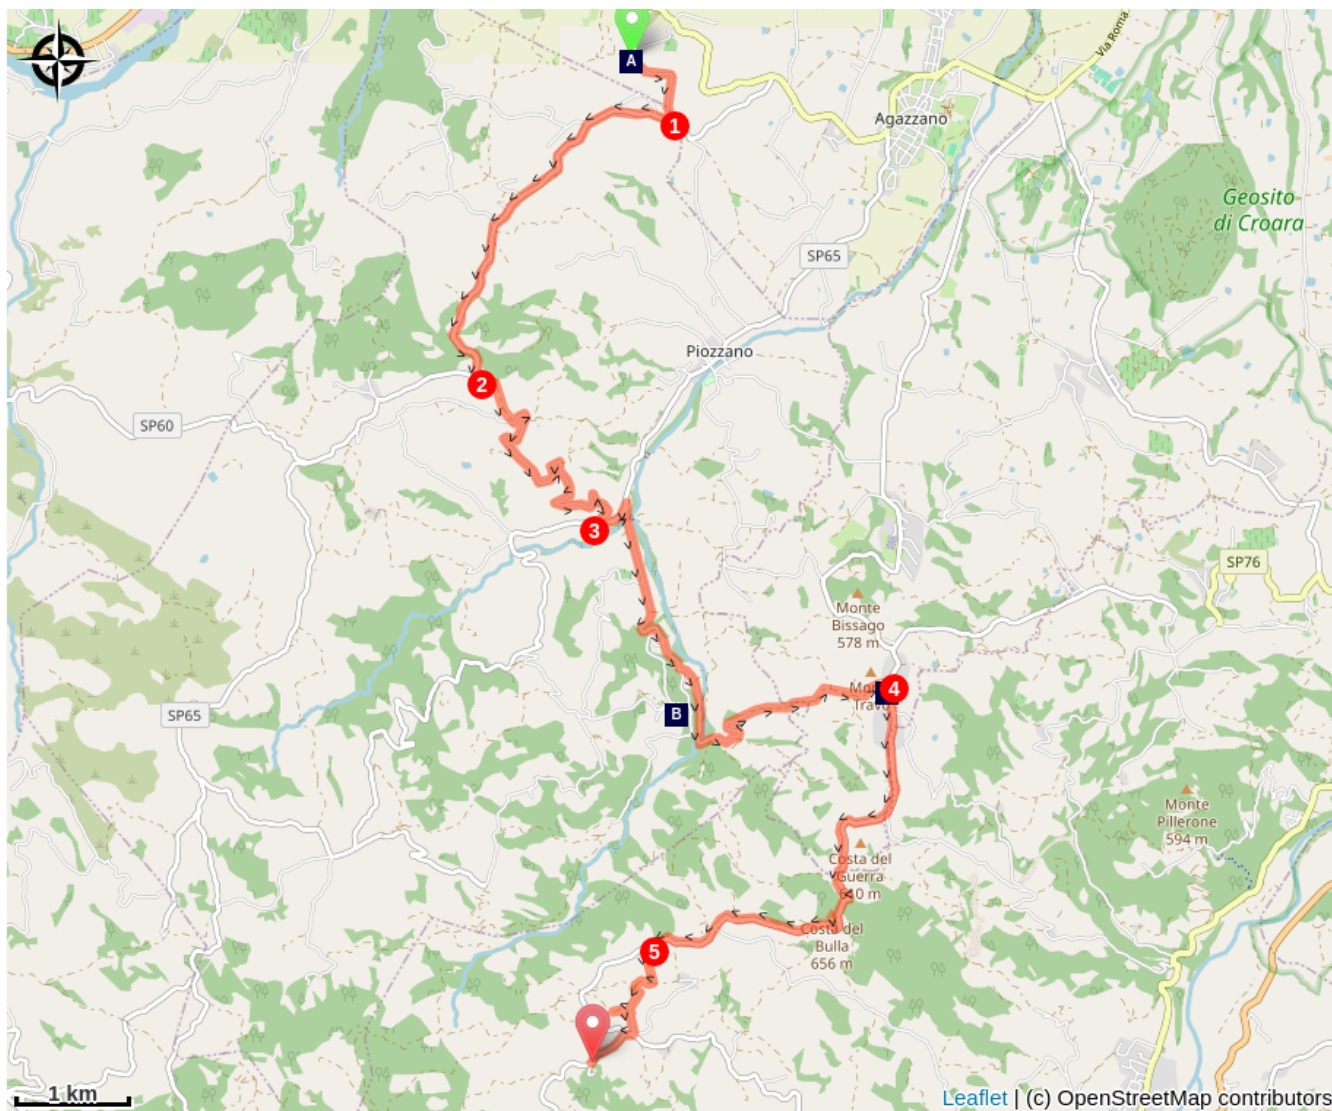 A
Via Roma
1
Agazzano
Geosito
di Croara
SP65
Piozzano
2
SP60
3
SP76
Monte
Bissago
578 m
4
B
SP65
Monte
Pillerone
594 m
Costa del
Guerra
Costa del
Bulla
656 m
5
1 km
Leaflet | (c) OpenStreetMap contributors